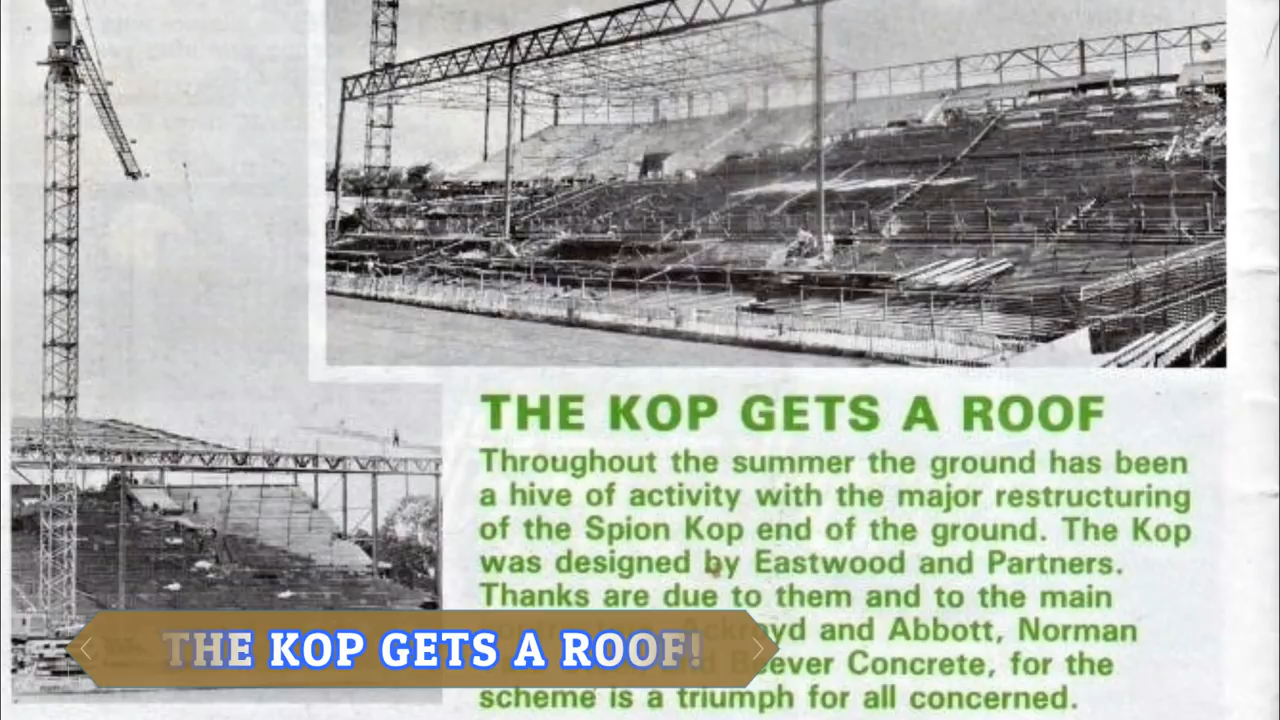 THE KOP GETS A ROOF
Throughout the summer the ground has been
a hive of activity with the major restructuring
of the Spion Kop end of the ground. The Kop
was designed by Eastwood and Partners.
Thanks are due to them and to the main
Ackroyd and Abbott, Norman
Beever Concrete, for the
scheme is a triumph for all concerned.
THE KOP GETS A ROOF!